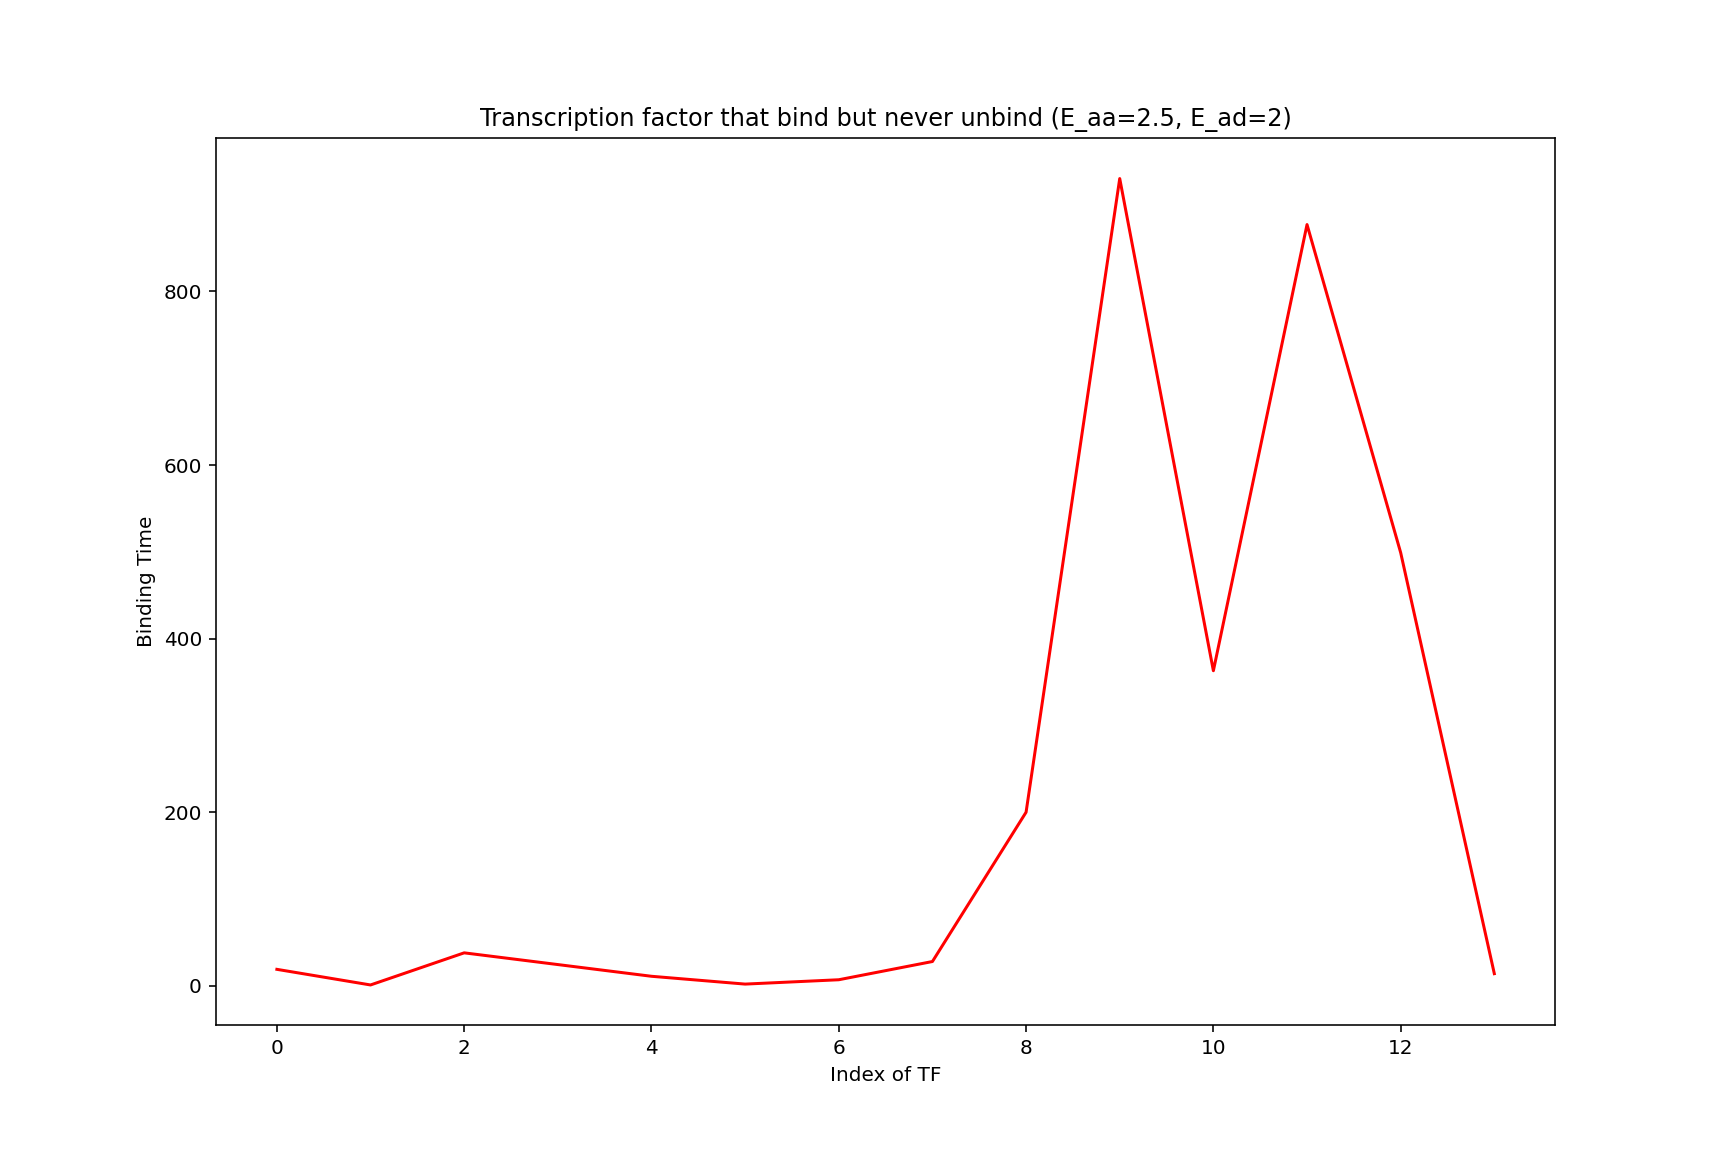 Transcription factor that bind but never unbind (E_aa=2.5, E_ad=2)
800
600
400
200
0
Binding Time
0 2 4 6 8 10 12
Index of TF